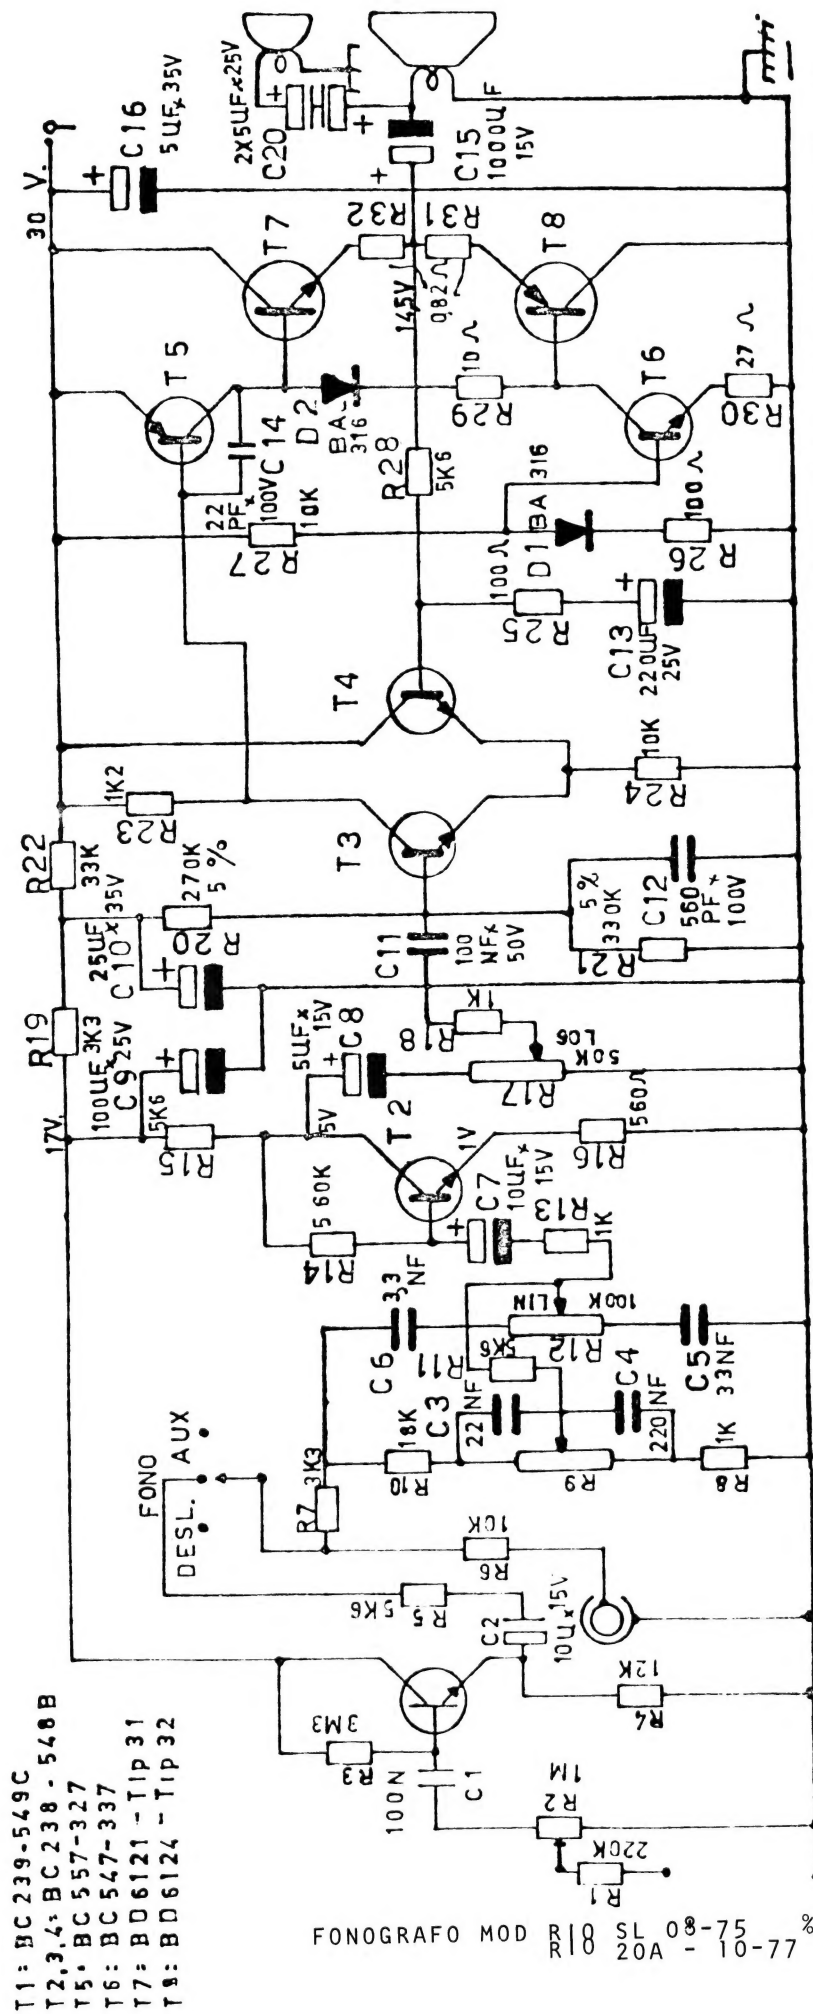 T1: BC 239-549C
T2,3,4: BC 238 - 548B
T5: BC 557-327
T6: BC 547-337
T7: BD 6121 - Tip 31
T8: BD 6124 - Tip 32
FONOGRAFO MOD R10 SL 08-75 %
R10 20A - 10-77
R1
220K
R2
1M
C1
100N
R3
3M3
R4
12K
C2
10U x 15V
R5
5K6
R6
10K
R7
3K3
FONO
AUX
DESL.
R8
1K
R9
R10
18K
C3
22 NF
C4
220 NF
R11
5K6
R12
100K
LIN
C5
33NF
C6
3,3 NF
R13
1K
C7
10UF x 15V
+
R14
560K
T2
1V
5V
R15
5K6
R16
560Ω
17V.
C9
100UF x 25V
+
R19
3K3
C8
5UF x 15V
+
R17
50K
LOG
R18
1K
C10
25UF x 35V
+
C11
100 NF x 50V
R20
270K
5%
R21
330K
5%
C12
560 PF x 100V
R22
33K
R23
1K2
T3
T4
R24
10K
R25
100Ω
C13
220UF
25V
+
R26
100Ω
D1
BA 316
R27
10K
C14
22 PF x 100V
R28
5K6
D2
BA
316
R29
10Ω
T5
T6
R30
27Ω
T7
T8
R31
R32
0,82Ω
14,5V
30 V.
C16
5UF x 35V
+
C15
1000UF
15V
+
C20
2X5UF x 25V
+